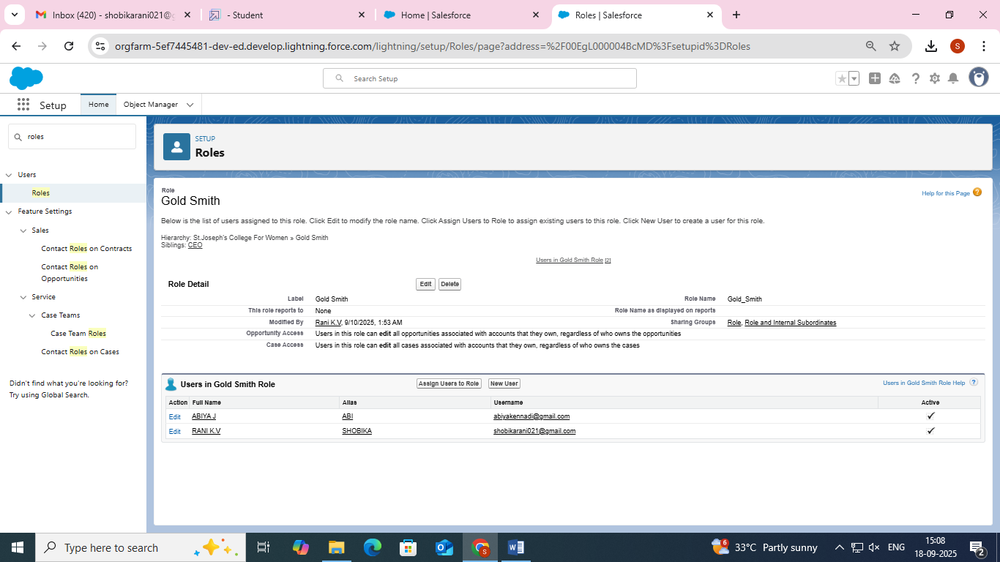 Inbox (420) - shobikarani021@g
- Student
Home | Salesforce
Roles | Salesforce
orgfarm-5ef7445481-dev-ed.develop.lightning.force.com/lightning/setup/Roles/page?address=%2F00EgL000004BcMD%3Fsetupid%3DRoles
S
Search Setup
Setup
Home
Object Manager
roles
Users
Roles
Feature Settings
Sales
Contact Roles on Contracts
Contact Roles on
Opportunities
Service
Case Teams
Case Team Roles
Contact Roles on Cases
Didn't find what you're looking for?
Try using Global Search.
SETUP
Roles
Role
Gold Smith
Help for this Page ?
Below is the list of users assigned to this role. Click Edit to modify the role name. Click Assign Users to Role to assign existing users to this role. Click New User to create a user for this role.
Hierarchy: St.Joseph's College For Women » Gold Smith
Siblings: CEO
Users in Gold Smith Role [2]
Role Detail Edit Delete
Label Gold Smith Role Name Gold_Smith
This role reports to None Role Name as displayed on reports
Modified By Rani K.V, 9/10/2025, 1:53 AM Sharing Groups Role, Role and Internal Subordinates
Opportunity Access Users in this role can edit all opportunities associated with accounts that they own, regardless of who owns the opportunities
Case Access Users in this role can edit all cases associated with accounts that they own, regardless of who owns the cases
Users in Gold Smith Role Assign Users to Role New User Users in Gold Smith Role Help ?
Action Full Name Alias Username Active
Edit ABIYA J ABI abiyakennadi@gmail.com ✓
Edit RANI K.V SHOBIKA shobikarani021@gmail.com ✓
Type here to search
6
33°C Partly sunny
ENG
15:08
18-09-2025
2